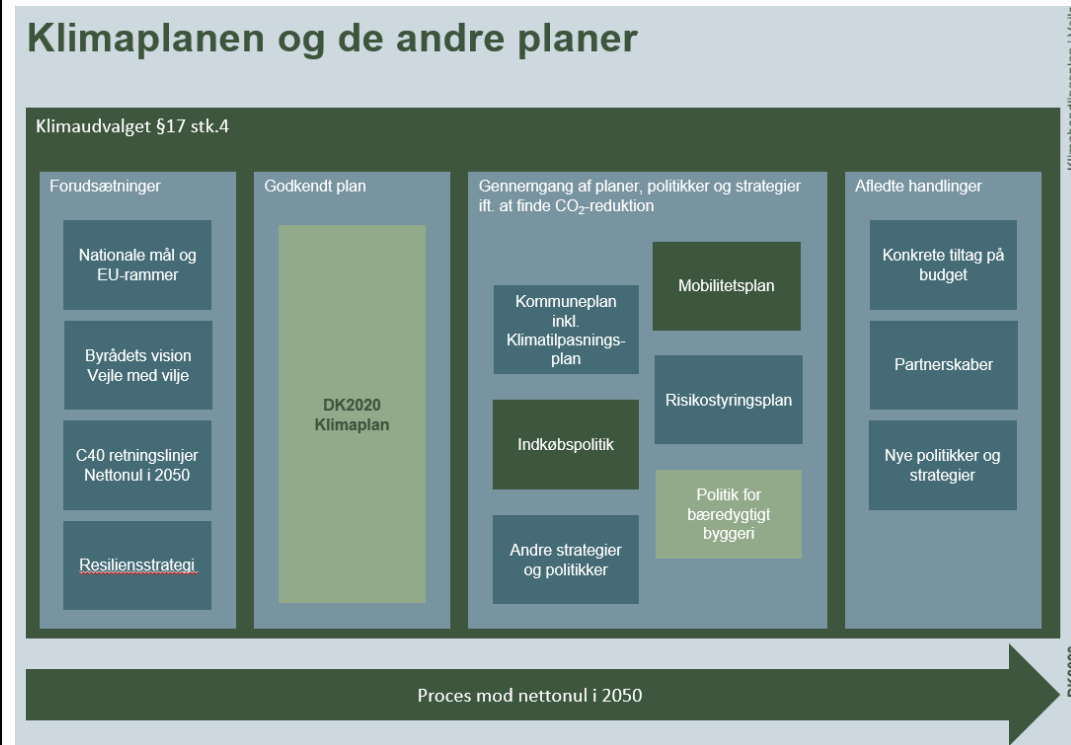 Klimaplanen og de andre planer
Klimaudvalget §17 stk.4
Forudsætninger
Nationale mål og
EU-rammer
Byrådets vision
Vejle med vilje
C40 retningslinjer
Nettonul i 2050
Resiliensstrategi
Godkendt plan
DK2020
Klimaplan
Gennemgang af planer, politikker og strategier
ift. at finde CO₂-reduktion
Kommuneplan
inkl.
Klimatilpasnings-
plan
Indkøbspolitik
Andre strategier
og politikker
Mobilitetsplan
Risikostyringsplan
Politik for
bæredygtigt
byggeri
Afledte handlinger
Konkrete tiltag på
budget
Partnerskaber
Nye politikker og
strategier
Proces mod nettonul i 2050